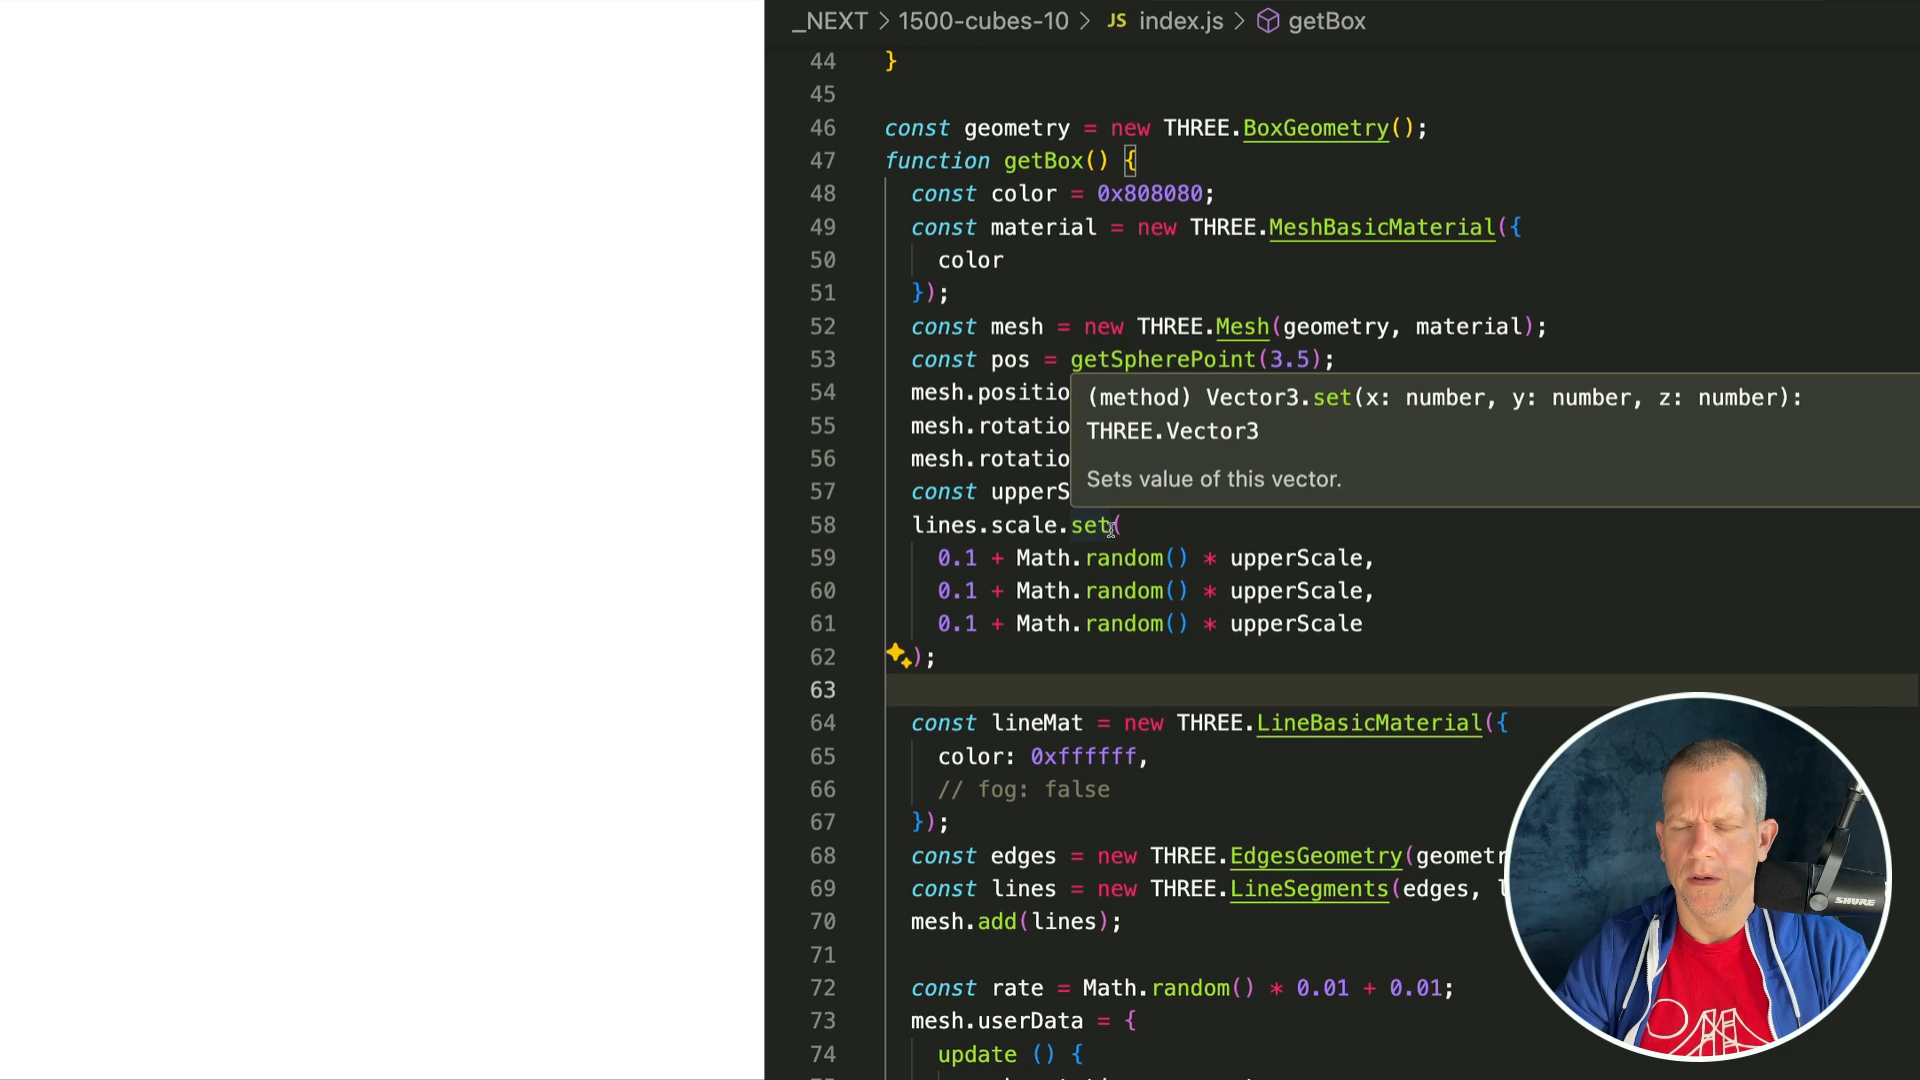 _NEXT > 1500-cubes-10 > JS index.js > getBox
44 }
45
46 const geometry = new THREE.BoxGeometry();
47 function getBox() {
48 const color = 0x808080;
49 const material = new THREE.MeshBasicMaterial({
50 color
51 });
52 const mesh = new THREE.Mesh(geometry, material);
53 const pos = getSpherePoint(3.5);
54 mesh.positio
(method) Vector3.set(x: number, y: number, z: number):
55 mesh.rotatio
THREE.Vector3
56 mesh.rotatio
Sets value of this vector.
57 const upperS
58 lines.scale.set(
59 0.1 + Math.random() * upperScale,
60 0.1 + Math.random() * upperScale,
61 0.1 + Math.random() * upperScale
62 );
63
64 const lineMat = new THREE.LineBasicMaterial({
65 color: 0xffffff,
66 // fog: false
67 });
68 const edges = new THREE.EdgesGeometry(geometr
69 const lines = new THREE.LineSegments(edges,
70 mesh.add(lines);
71
72 const rate = Math.random() * 0.01 + 0.01;
73 mesh.userData = {
74 update () {
SHURE